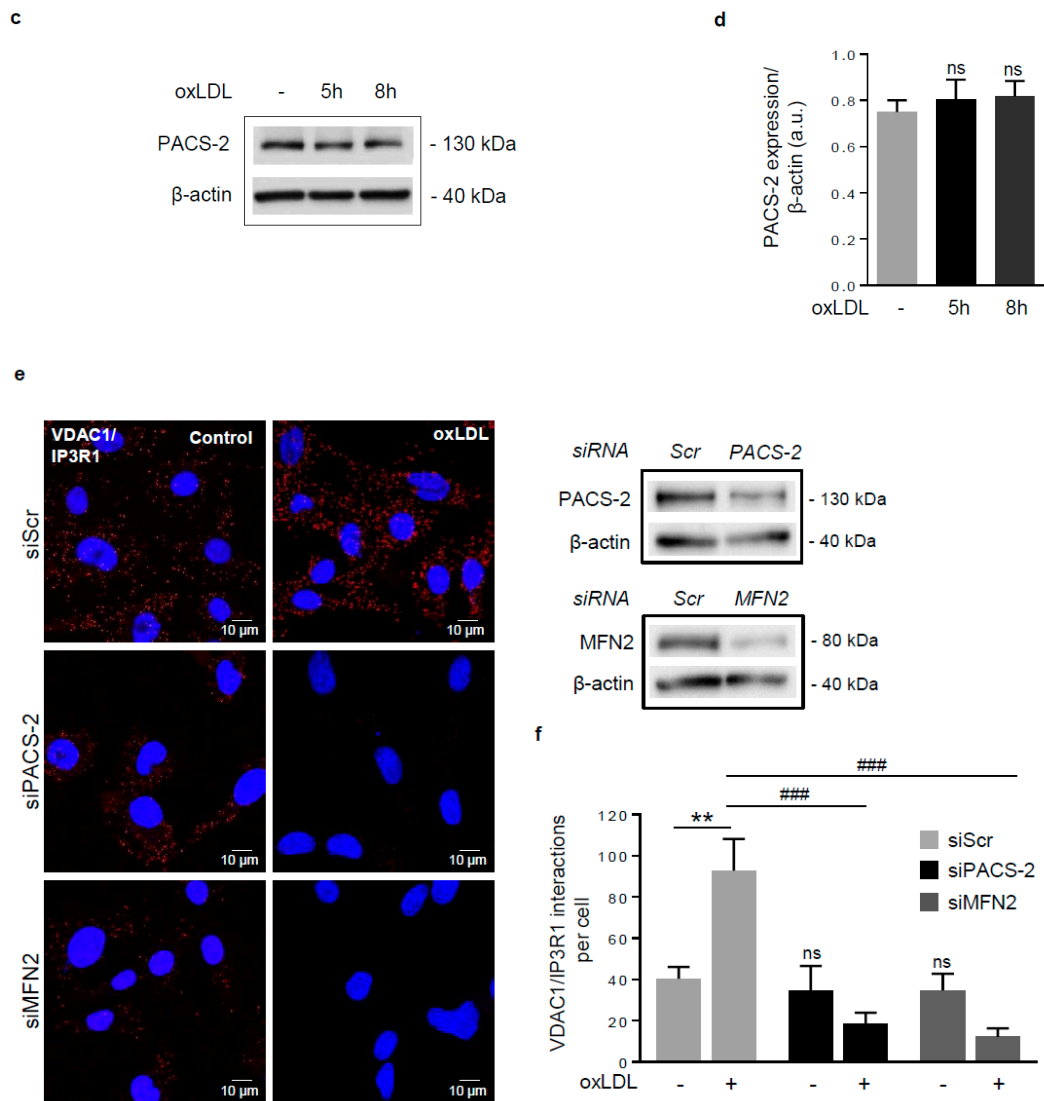 c
oxLDL - 5h 8h
PACS-2 - 130 kDa
β-actin - 40 kDa
d
PACS-2 expression/
β-actin (a.u.)
1.0
0.8
0.6
0.4
0.2
0.0
ns ns
oxLDL - 5h 8h
e
VDAC1/
IP3R1
Control
oxLDL
siScr
10 µm
10 µm
siPACS-2
10 µm
10 µm
siMFN2
10 µm
10 µm
siRNA Scr PACS-2
PACS-2 - 130 kDa
β-actin - 40 kDa
siRNA Scr MFN2
MFN2 - 80 kDa
β-actin - 40 kDa
f
VDAC1/IP3R1 interactions
per cell
120
100
80
60
40
20
0
###
###
**
ns
ns
siScr
siPACS-2
siMFN2
oxLDL - + - + - +